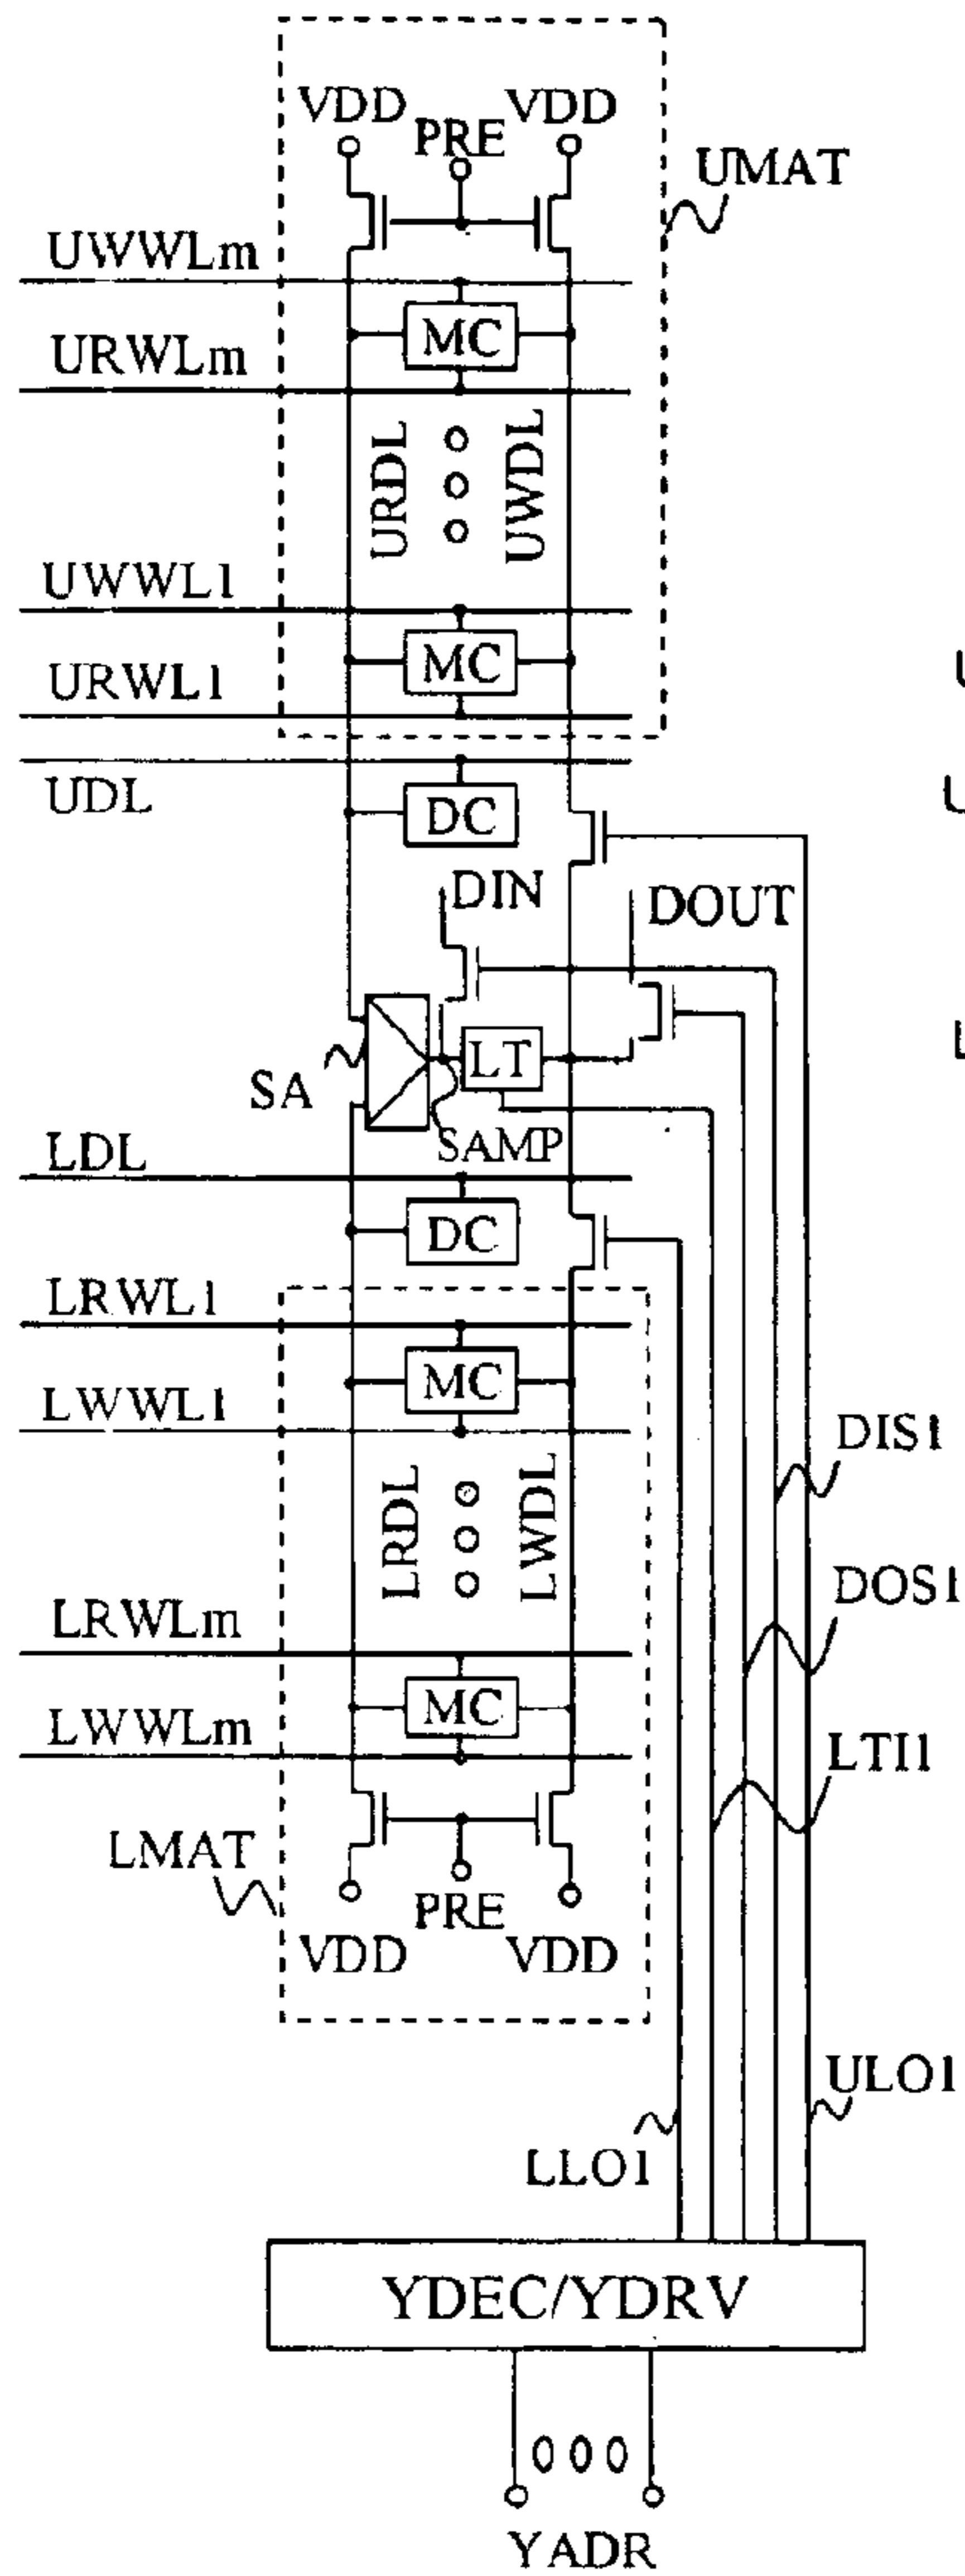 VDD PRE VDD
UMAT
UWWLm
MC
URWLm
URDL
UWDL
UWWL1
MC
URWL1
UDL
DC
DIN
DOUT
LT
SA
SAMP
LDL
DC
LRWL1
MC
LWWL1
DIS1
LRDL
LWDL
DOS1
LRWLm
MC
LWWLm
LTI1
LMAT
PRE
VDD VDD
ULO1
LLO1
YDEC/YDRV
YADR